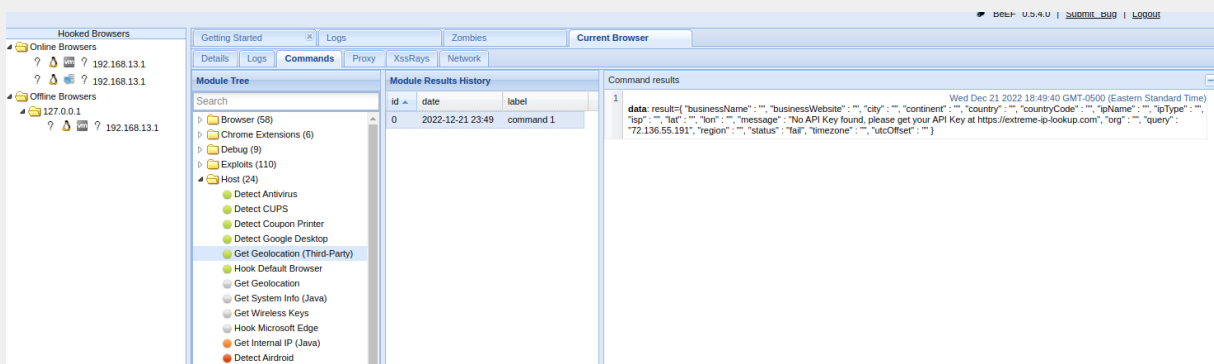 BeEF 0.5.4.0 | Submit Bug | Logout
Hooked Browsers
Online Browsers
? ? 192.168.13.1
? ? 192.168.13.1
Offline Browsers
127.0.0.1
? ? 192.168.13.1
Getting Started Logs Zombies Current Browser
Details Logs Commands Proxy XssRays Network
Module Tree
Search
Browser (58)
Chrome Extensions (6)
Debug (9)
Exploits (110)
Host (24)
Detect Antivirus
Detect CUPS
Detect Coupon Printer
Detect Google Desktop
Get Geolocation (Third-Party)
Hook Default Browser
Get Geolocation
Get System Info (Java)
Get Wireless Keys
Hook Microsoft Edge
Get Internal IP (Java)
Detect Airdroid
Module Results History
id date label
0 2022-12-21 23:49 command 1
Command results
1 Wed Dec 21 2022 18:49:40 GMT-0500 (Eastern Standard Time)
data: result={ "businessName" : "", "businessWebsite" : "", "city" : "", "continent" : "", "country" : "", "countryCode" : "", "ipName" : "", "ipType" : "",
"isp" : "", "lat" : "", "lon" : "", "message" : "No API Key found, please get your API Key at https://extreme-ip-lookup.com", "org" : "", "query" :
"72.136.55.191", "region" : "", "status" : "fail", "timezone" : "", "utcOffset" : "" }